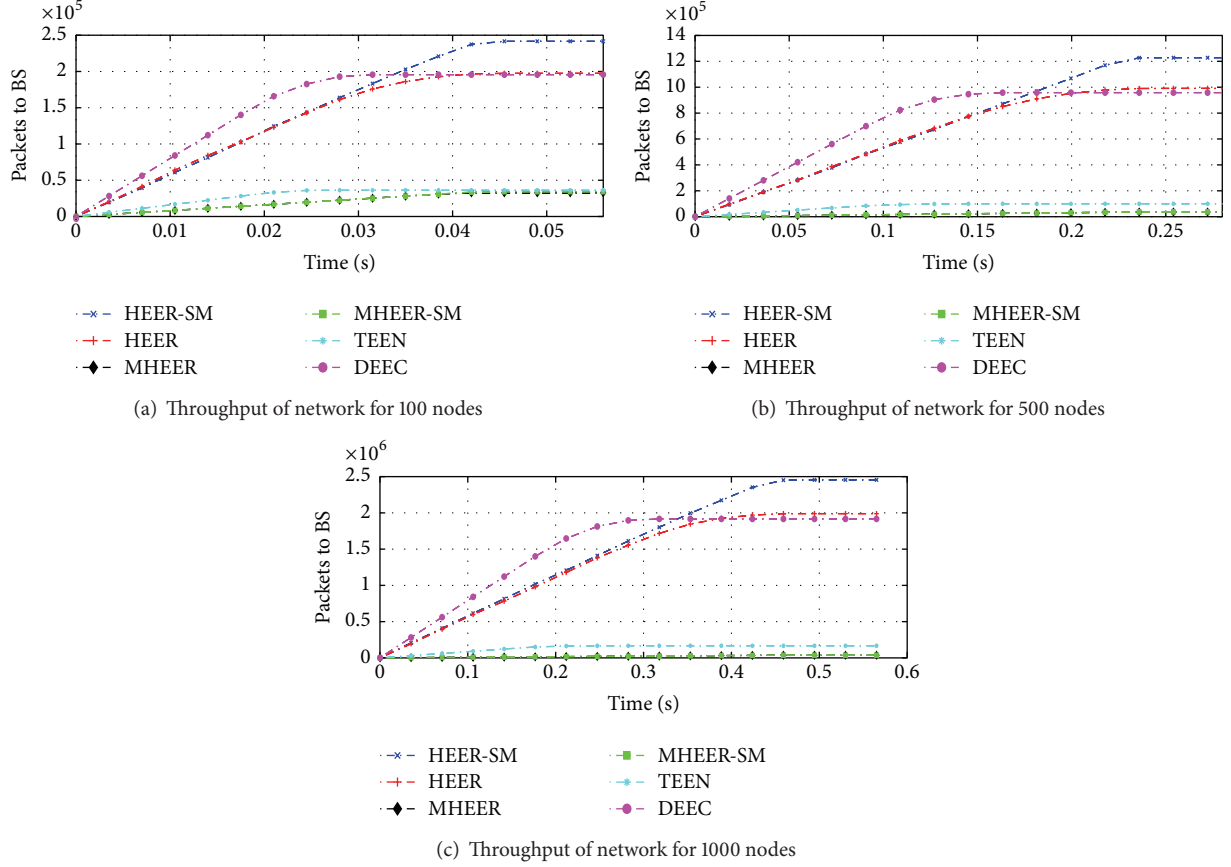 ×10⁵
2.5
2
1.5
1
0.5
0
Packets to BS
0 0.01 0.02 0.03 0.04 0.05
Time (s)
HEER-SM
HEER
MHEER
MHEER-SM
TEEN
DEEC
(a) Throughput of network for 100 nodes
×10⁵
14
12
10
8
6
4
2
0
Packets to BS
0 0.05 0.1 0.15 0.2 0.25
Time (s)
HEER-SM
HEER
MHEER
MHEER-SM
TEEN
DEEC
(b) Throughput of network for 500 nodes
×10⁶
2.5
2
1.5
1
0.5
0
Packets to BS
0 0.1 0.2 0.3 0.4 0.5 0.6
Time (s)
HEER-SM
HEER
MHEER
MHEER-SM
TEEN
DEEC
(c) Throughput of network for 1000 nodes